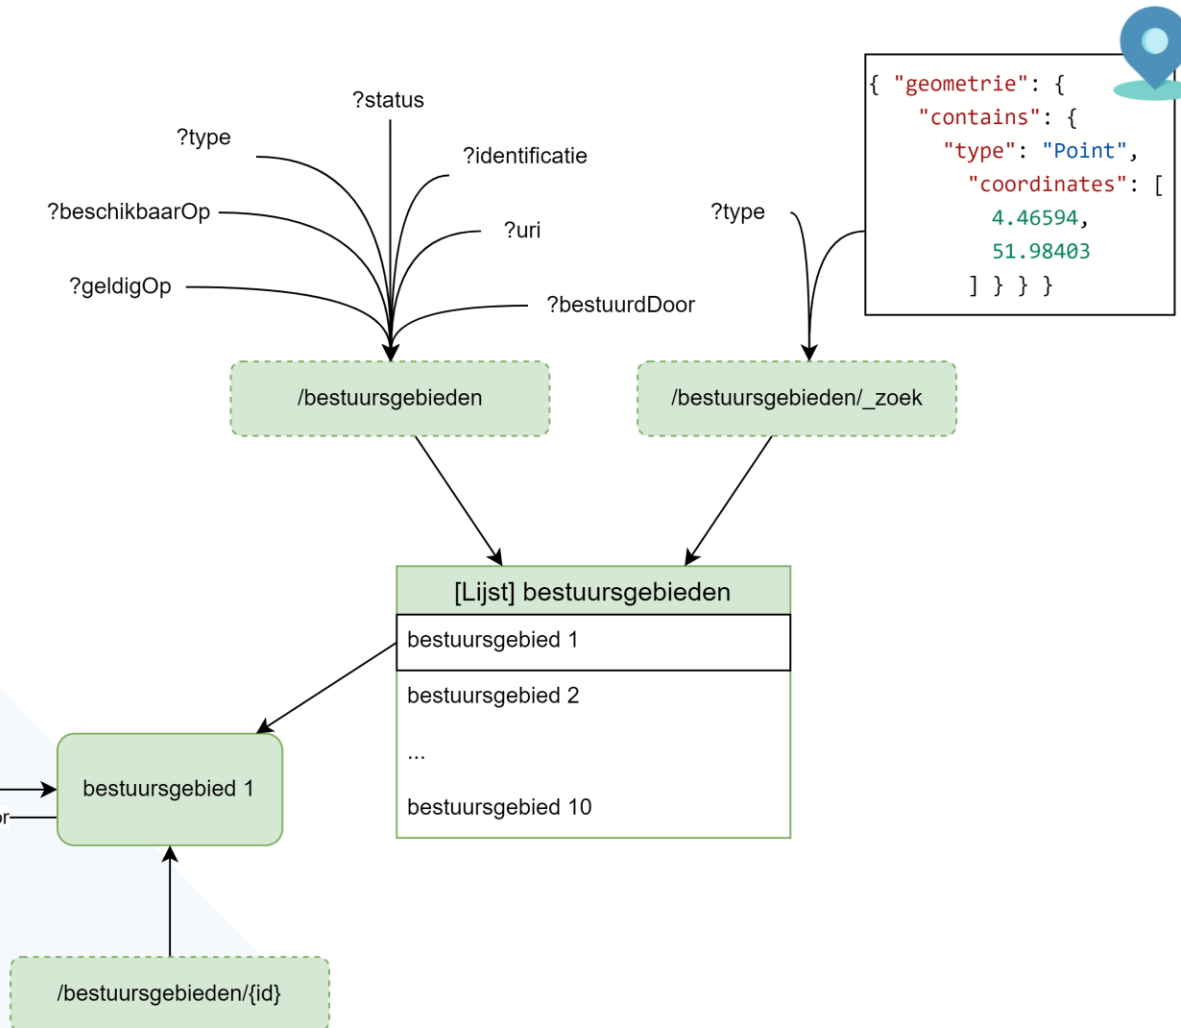 ?status
?type
?identificatie
?beschikbaarOp
?uri
?geldigOp
?bestuurdDoor
?type
{ "geometrie": {
"contains": {
"type": "Point",
"coordinates": [
4.46594,
51.98403
] } } }
/bestuursgebieden
/bestuursgebieden/_zoek
[Lijst] bestuursgebieden
bestuursgebied 1
bestuursgebied 2
...
bestuursgebied 10
bestuursgebied 1
or
/bestuursgebieden/{id}